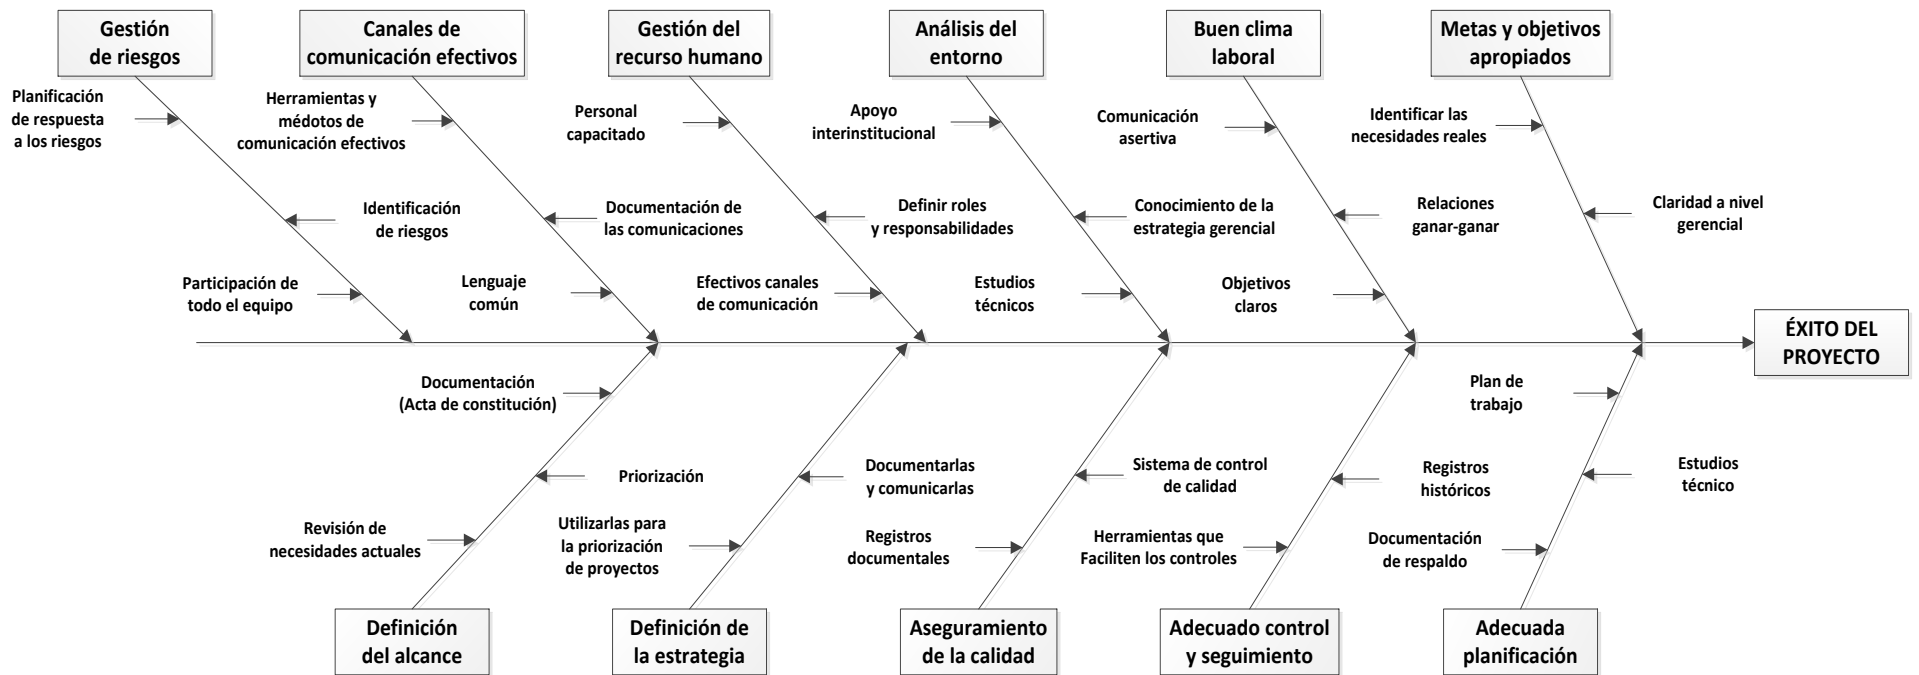 Gestión
de riesgos
Canales de
comunicación efectivos
Gestión del
recurso humano
Análisis del
entorno
Buen clima
laboral
Metas y objetivos
apropiados
Planificación
de respuesta
a los riesgos
Herramientas y
médotos de
comunicación efectivos
Personal
capacitado
Apoyo
interinstitucional
Comunicación
asertiva
Identificar las
necesidades reales
Identificación
de riesgos
Documentación de
las comunicaciones
Definir roles
y responsabilidades
Conocimiento de la
estrategia gerencial
Relaciones
ganar-ganar
Claridad a nivel
gerencial
Participación de
todo el equipo
Lenguaje
común
Efectivos canales
de comunicación
Estudios
técnicos
Objetivos
claros
ÉXITO DEL
PROYECTO
Documentación
(Acta de constitución)
Plan de
trabajo
Priorización
Documentarlas
y comunicarlas
Sistema de control
de calidad
Registros
históricos
Estudios
técnico
Revisión de
necesidades actuales
Utilizarlas para
la priorización
de proyectos
Registros
documentales
Herramientas que
Faciliten los controles
Documentación
de respaldo
Definición
del alcance
Definición de
la estrategia
Aseguramiento
de la calidad
Adecuado control
y seguimiento
Adecuada
planificación